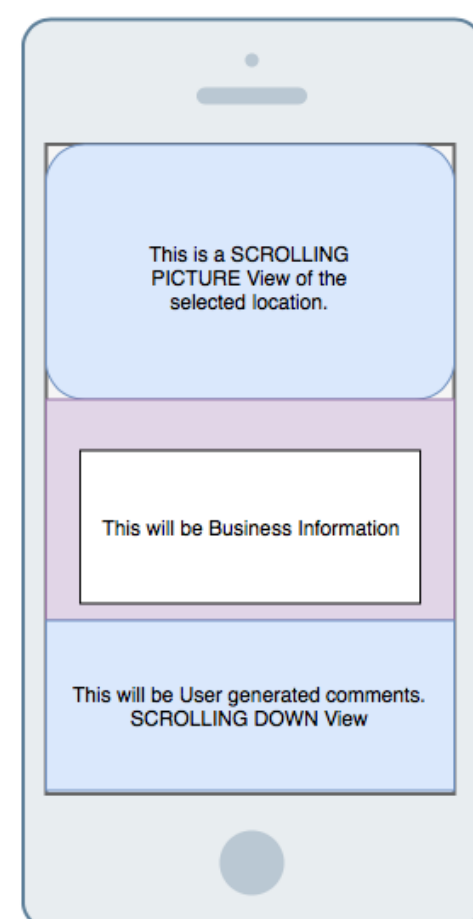 This is a SCROLLING
PICTURE View of the
selected location.
This will be Business Information
This will be User generated comments.
SCROLLING DOWN View